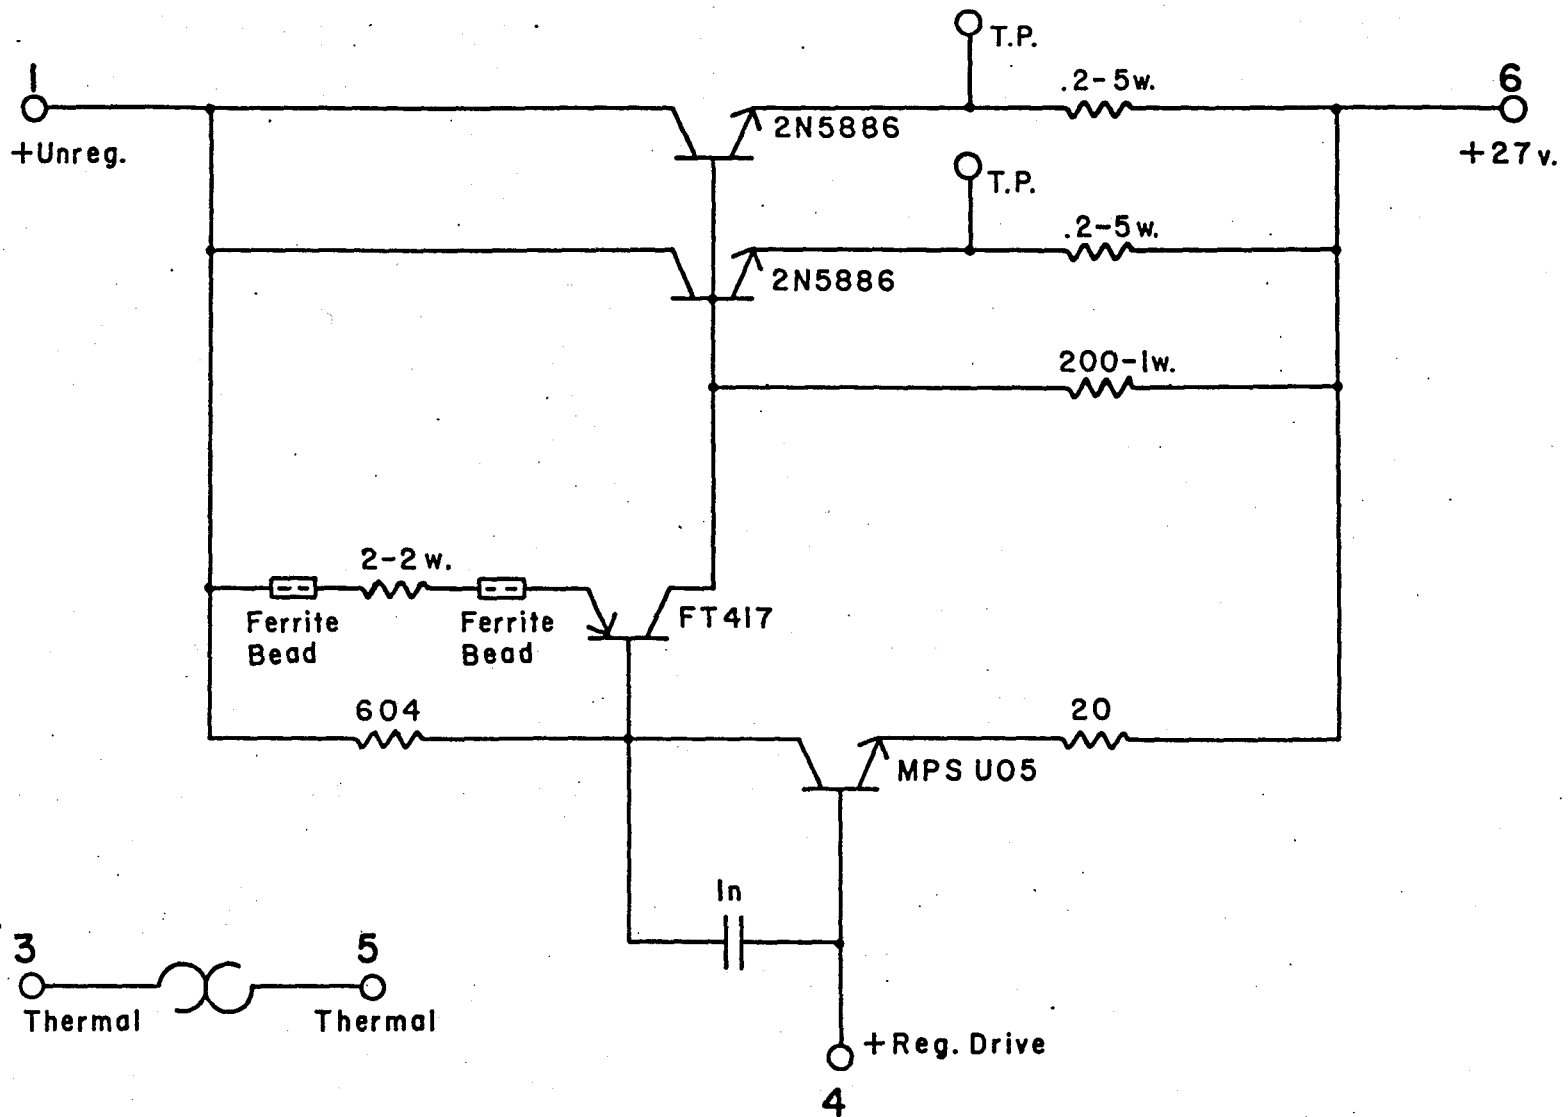 T.P.
1
.2-5w.
6
2N5886
+Unreg.
+27v.
T.P.
.2-5w.
2N5886
200-1w.
2-2w.
Ferrite Bead
Ferrite Bead
FT417
604
20
MPS U05
1n
3
5
Thermal
Thermal
+Reg. Drive
4